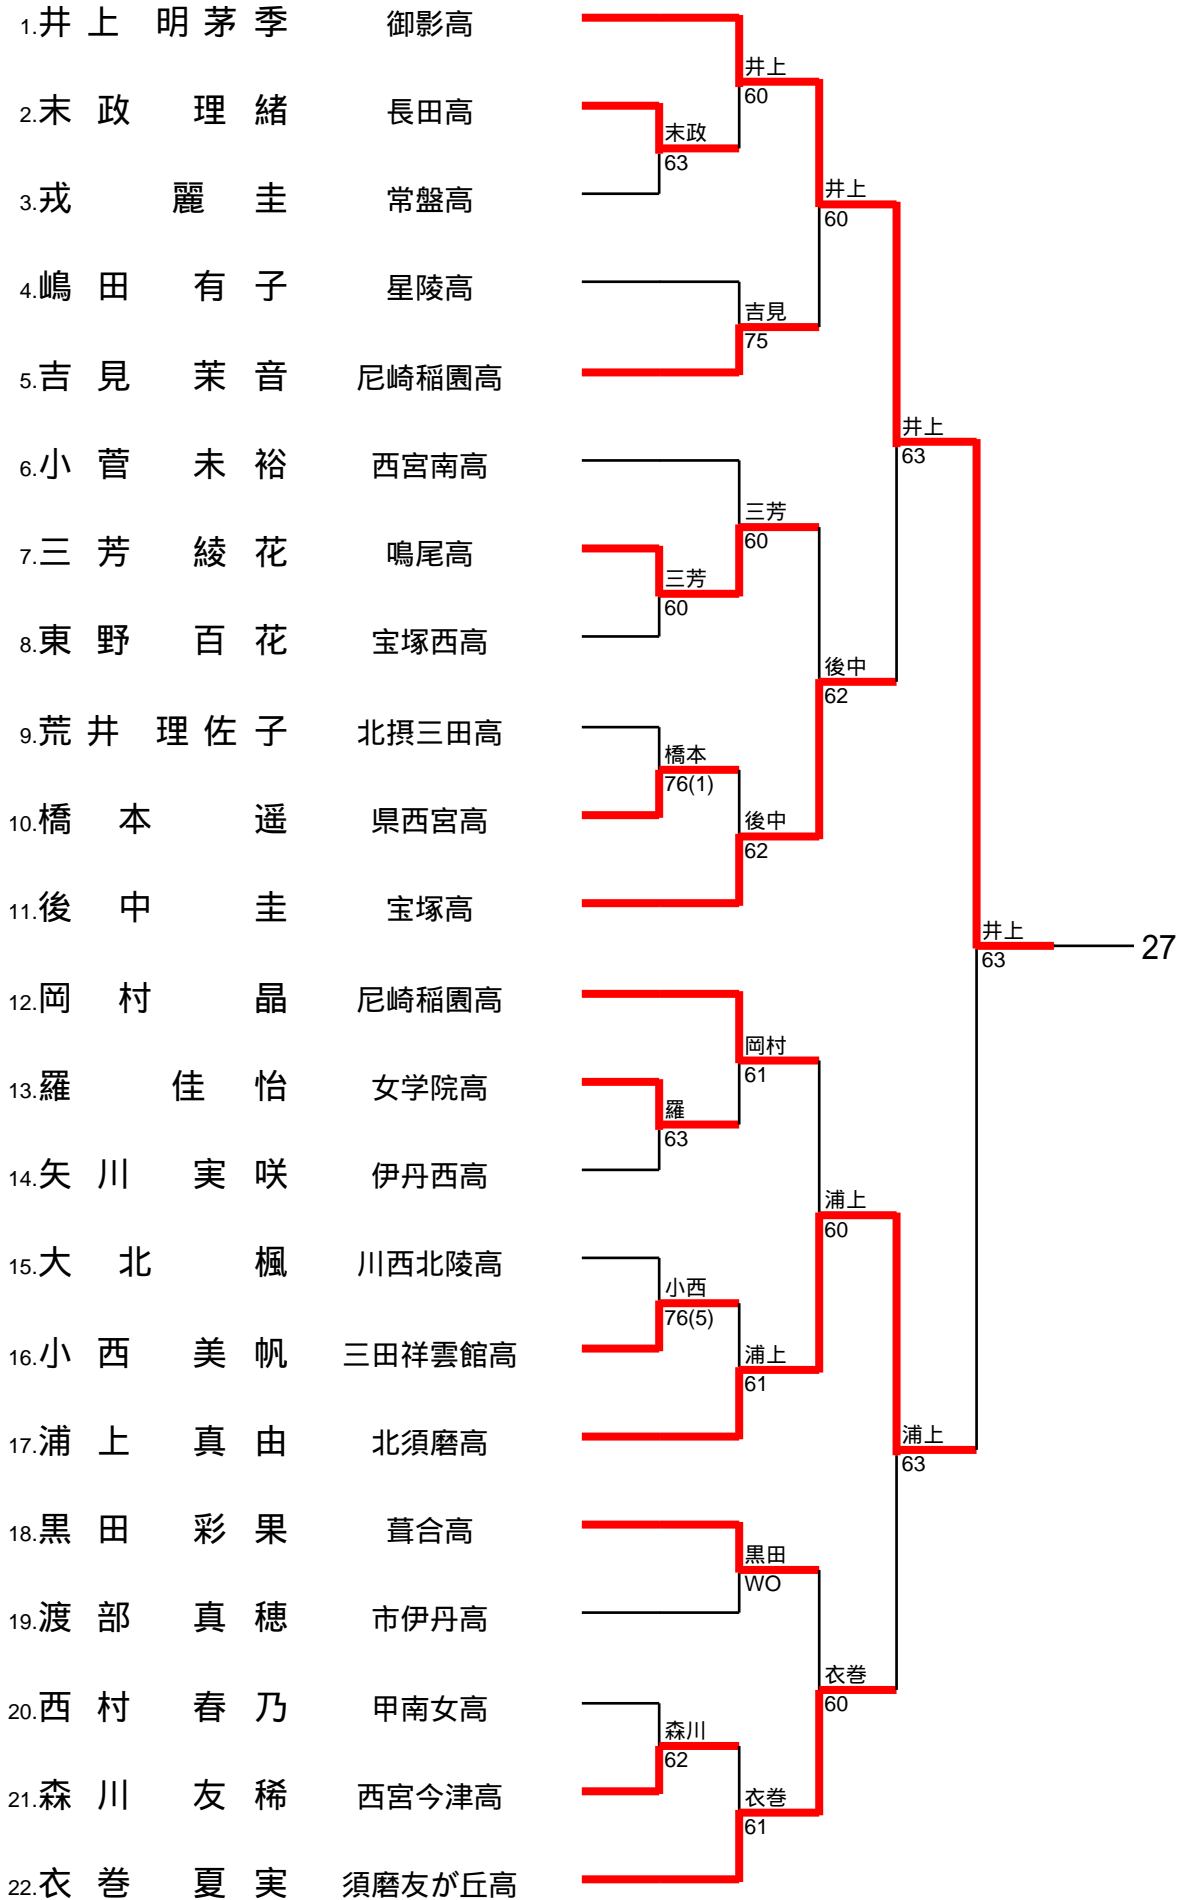 1.井上 明茅季 御影高
井上
60
2.末政 理緒 長田高
末政
63
3.戎 麗圭 常盤高
井上
60
4.嶋田 有子 星陵高
吉見
75
5.吉見 茉音 尼崎稲園高
井上
63
6.小菅 未裕 西宮南高
三芳
60
7.三芳 綾花 鳴尾高
三芳
60
8.東野 百花 宝塚西高
後中
62
9.荒井 理佐子 北摂三田高
橋本
76(1)
10.橋本 遥 県西宮高
後中
62
11.後中 圭 宝塚高
井上
63
27
12.岡村 晶 尼崎稲園高
岡村
61
13.羅 佳怡 女学院高
羅
63
14.矢川 実咲 伊丹西高
浦上
60
15.大北 楓 川西北陵高
小西
76(5)
16.小西 美帆 三田祥雲館高
浦上
61
17.浦上 真由 北須磨高
浦上
63
18.黒田 彩果 葺合高
黒田
WO
19.渡部 真穂 市伊丹高
衣巻
60
20.西村 春乃 甲南女高
森川
62
21.森川 友稀 西宮今津高
衣巻
61
22.衣巻 夏実 須磨友が丘高